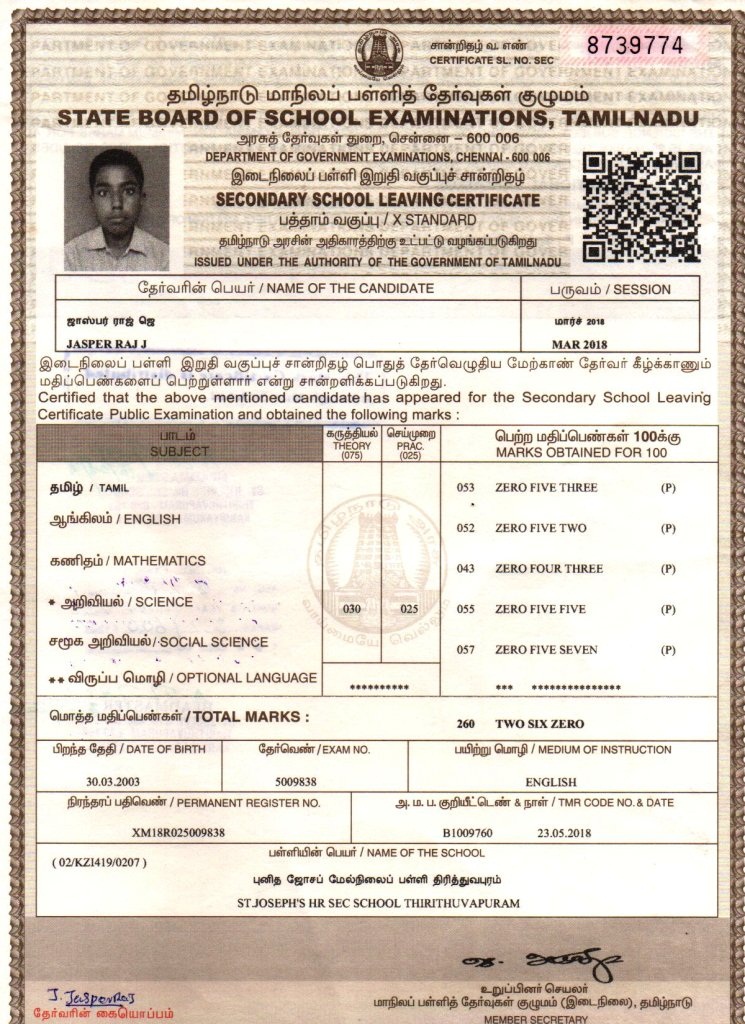 சான்றிதழ் வ. எண்
CERTIFICATE SL. NO. SEC
8739774
தமிழ்நாடு மாநிலப் பள்ளித் தேர்வுகள் குழுமம்
STATE BOARD OF SCHOOL EXAMINATIONS, TAMILNADU
அரசுத் தேர்வுகள் துறை, சென்னை – 600 006
DEPARTMENT OF GOVERNMENT EXAMINATIONS, CHENNAI - 600 006
இடைநிலைப் பள்ளி இறுதி வகுப்புச் சான்றிதழ்
SECONDARY SCHOOL LEAVING CERTIFICATE
பத்தாம் வகுப்பு / X STANDARD
தமிழ்நாடு அரசின் அதிகாரத்திற்கு உட்பட்டு வழங்கப்படுகிறது
ISSUED UNDER THE AUTHORITY OF THE GOVERNMENT OF TAMILNADU
தேர்வரின் பெயர் / NAME OF THE CANDIDATE பருவம் / SESSION
ஜாஸ்பர் ராஜ் ஜெ மார்ச் 2018
JASPER RAJ J MAR 2018
இடைநிலைப் பள்ளி இறுதி வகுப்புச் சான்றிதழ் பொதுத் தேர்வெழுதிய மேற்காண் தேர்வர் கீழ்க்காணும்
மதிப்பெண்களைப் பெற்றுள்ளார் என்று சான்றளிக்கப்படுகிறது.
Certified that the above mentioned candidate has appeared for the Secondary School Leaving
Certificate Public Examination and obtained the following marks :
பாடம் கருத்தியல் செய்முறை பெற்ற மதிப்பெண்கள் 100க்கு
SUBJECT THEORY (075) PRAC. (025) MARKS OBTAINED FOR 100
தமிழ் / TAMIL 053 ZERO FIVE THREE (P)
ஆங்கிலம் / ENGLISH 052 ZERO FIVE TWO (P)
கணிதம் / MATHEMATICS 043 ZERO FOUR THREE (P)
* அறிவியல் / SCIENCE 030 025 055 ZERO FIVE FIVE (P)
சமூக அறிவியல்/ SOCIAL SCIENCE 057 ZERO FIVE SEVEN (P)
** விருப்ப மொழி / OPTIONAL LANGUAGE ********** *** ***************
மொத்த மதிப்பெண்கள் / TOTAL MARKS : 260 TWO SIX ZERO
பிறந்த தேதி / DATE OF BIRTH தேர்வெண் / EXAM NO. பயிற்று மொழி / MEDIUM OF INSTRUCTION
30.03.2003 5009838 ENGLISH
நிரந்தரப் பதிவெண் / PERMANENT REGISTER NO. அ. ம. ப. குறியீட்டெண் & நாள் / TMR CODE NO. & DATE
XM18R025009838 B1009760 23.05.2018
பள்ளியின் பெயர் / NAME OF THE SCHOOL
( 02/KZI419/0207 )
புனித ஜோசப் மேல்நிலைப் பள்ளி திரித்துவபுரம்
ST.JOSEPH'S HR SEC SCHOOL THIRITHUVAPURAM
J. JasperRaj
தேர்வரின் கையொப்பம்
உறுப்பினர் செயலர்
மாநிலப் பள்ளித் தேர்வுகள் குழுமம் (இடைநிலை), தமிழ்நாடு
MEMBER SECRETARY